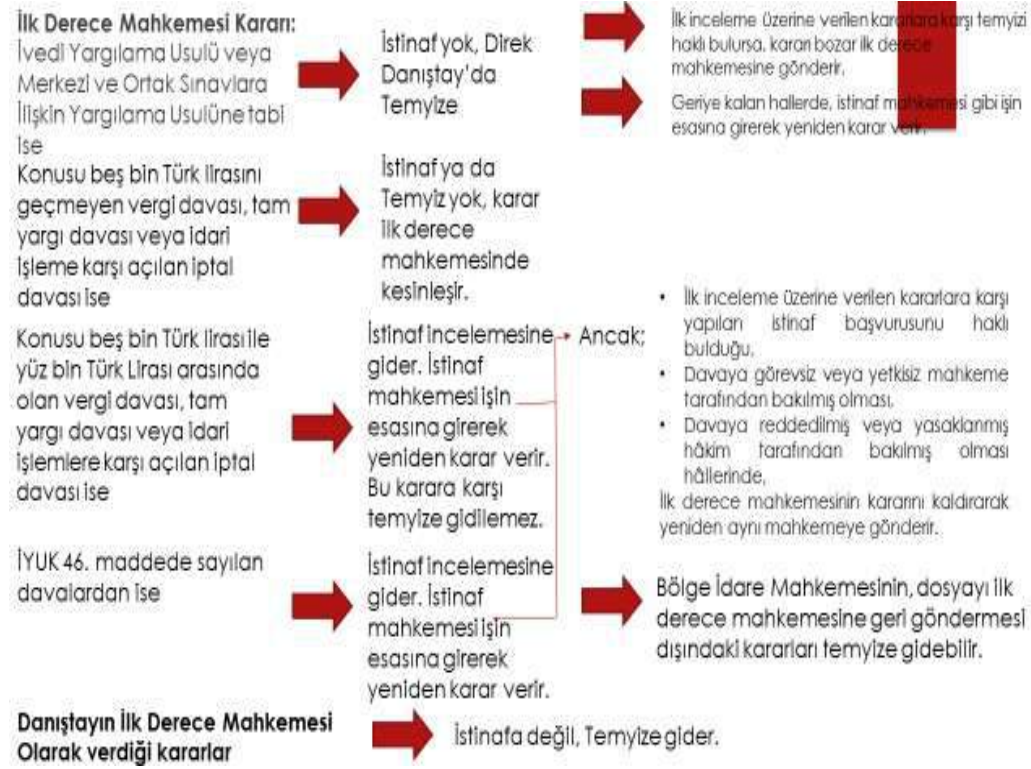 İlk Derece Mahkemesi Kararı:
İvedi Yargılama Usulü veya
Merkezi ve Ortak Sınavlara
İlişkin Yargılama Usulüne tabi
ise
İstinaf yok, Direk
Danıştay'da
Temyize
İlk inceleme üzerine verilen kararlara karşı temyizi
haklı bulursa, kararı bozar ilk derece
mahkemesine gönderir.
Geriye kalan hallerde, istinaf mahkemesi gibi işin
esasına girerek yeniden karar verir.
Konusu beş bin Türk lirasını
geçmeyen vergi davası, tam
yargı davası veya idari
işleme karşı açılan iptal
davası ise
İstinaf ya da
Temyiz yok, karar
ilk derece
mahkemesinde
kesinleşir.
Konusu beş bin Türk lirası ile
yüz bin Türk Lirası arasında
olan vergi davası, tam
yargı davası veya idari
işlemlere karşı açılan iptal
davası ise
İstinaf incelemesine
gider. İstinaf
mahkemesi işin
esasına girerek
yeniden karar verir.
Bu karara karşı
temyize gidilemez.
Ancak;
• İlk inceleme üzerine verilen kararlara karşı
yapılan istinaf başvurusunu haklı
bulduğu,
• Davaya görevsiz veya yetkisiz mahkeme
tarafından bakılmış olması,
• Davaya reddedilmiş veya yasaklanmış
hâkim tarafından bakılmış olması
hâllerinde,
İlk derece mahkemesinin kararını kaldırarak
yeniden aynı mahkemeye gönderir.
İYUK 46. maddede sayılan
davalardan ise
İstinaf incelemesine
gider. İstinaf
mahkemesi işin
esasına girerek
yeniden karar verir.
Bölge İdare Mahkemesinin, dosyayı ilk
derece mahkemesine geri göndermesi
dışındaki kararları temyize gidebilir.
Danıştayın İlk Derece Mahkemesi
Olarak verdiği kararlar
İstinafa değil, Temyize gider.